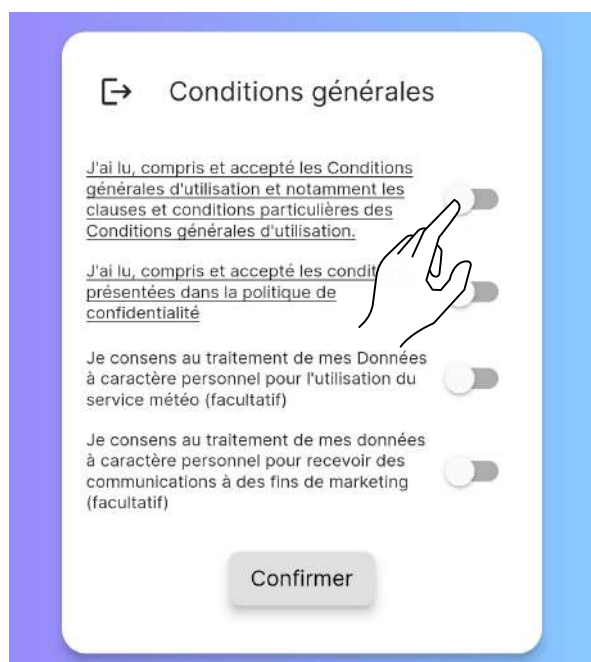 Conditions générales
J'ai lu, compris et accepté les Conditions
générales d'utilisation et notamment les
clauses et conditions particulières des
Conditions générales d'utilisation.
J'ai lu, compris et accepté les
présentées dans la politique de
confidentialité
Je consens au traitement de mes Données
à caractère personnel pour l'utilisation du
service météo (facultatif)
Je consens au traitement de mes données
à caractère personnel pour recevoir des
communications à des fins de marketing
(facultatif)
Confirmer